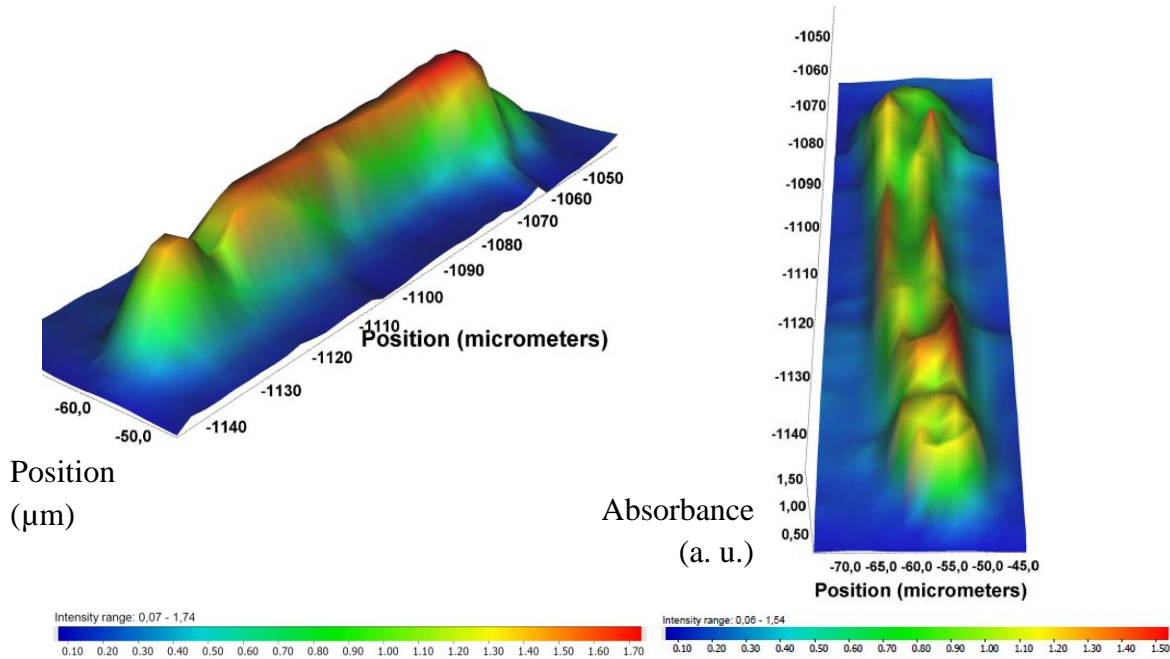 -1050
-1060
-1070
-1080
-1090
-1100
-1110
-1120
-1130
-1140
-60,0
-50,0
Position (micrometers)
Position
(µm)
Intensity range: 0,07 - 1,74
0.10 0.20 0.30 0.40 0.50 0.60 0.70 0.80 0.90 1.00 1.10 1.20 1.30 1.40 1.50 1.60 1.70
-1050
-1060
-1070
-1080
-1090
-1100
-1110
-1120
-1130
-1140
1,50
1,00
0,50
Absorbance
(a. u.)
-70,0 -65,0 -60,0 -55,0 -50,0 -45,0
Position (micrometers)
Intensity range: 0,06 - 1,54
0.10 0.20 0.30 0.40 0.50 0.60 0.70 0.80 0.90 1.00 1.10 1.20 1.30 1.40 1.50